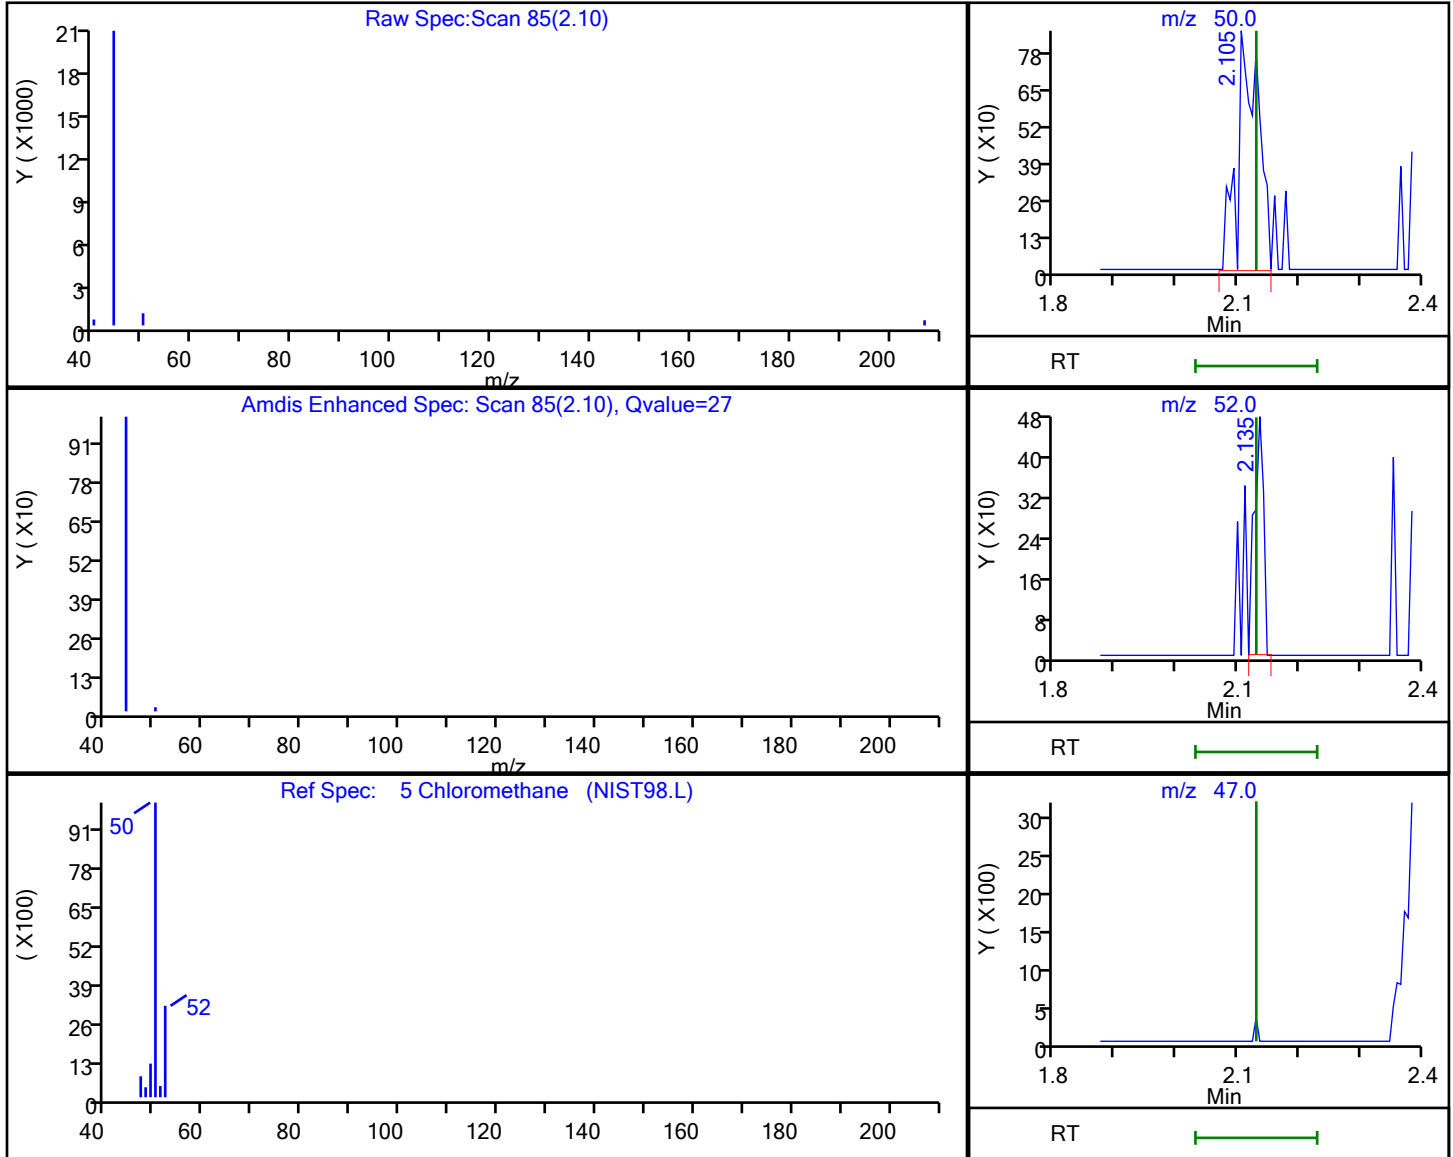 Raw Spec:Scan 85(2.10)
Y ( X1000)
21
18
15
12
9
6
3
0
40 60 80 100 120 140 160 180 200
m/z
m/z 50.0
Y ( X10)
78
65
52
39
26
13
0
2.105
1.8 2.1 2.4
Min
RT
Amdis Enhanced Spec: Scan 85(2.10), Qvalue=27
Y ( X10)
91
78
65
52
39
26
13
0
40 60 80 100 120 140 160 180 200
m/z
m/z 52.0
Y ( X10)
48
40
32
24
16
8
0
2.135
1.8 2.1 2.4
Min
RT
Ref Spec: 5 Chloromethane (NIST98.L)
( X100)
91
78
65
52
39
26
13
0
50
52
40 60 80 100 120 140 160 180 200
m/z 47.0
Y ( X100)
30
25
20
15
10
5
0
1.8 2.1 2.4
Min
RT